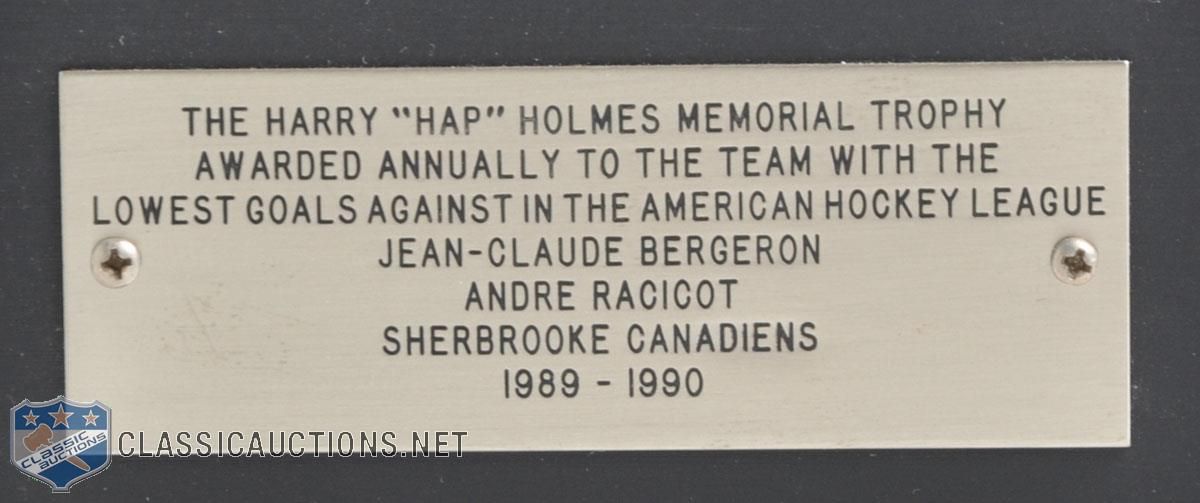 THE HARRY "HAP" HOLMES MEMORIAL TROPHY
AWARDED ANNUALLY TO THE TEAM WITH THE
LOWEST GOALS AGAINST IN THE AMERICAN HOCKEY LEAGUE
JEAN-CLAUDE BERGERON
ANDRE RACICOT
SHERBROOKE CANADIENS
1989 - 1990
CLASSIC
AUCTIONS
CLASSICAUCTIONS.NET